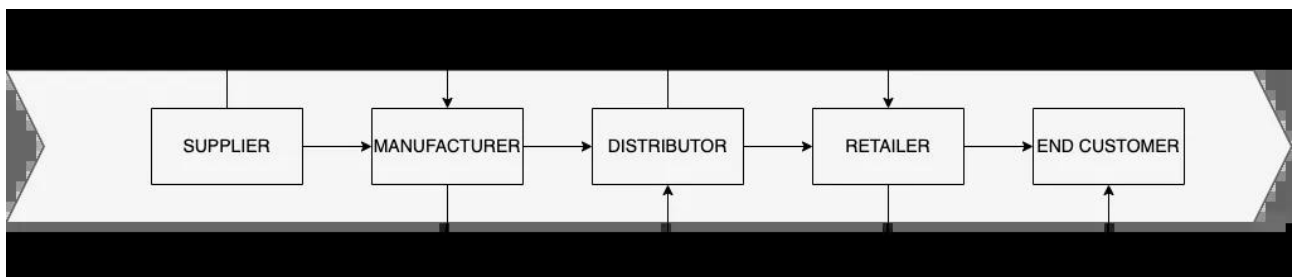 SUPPLIER
MANUFACTURER
DISTRIBUTOR
RETAILER
END CUSTOMER